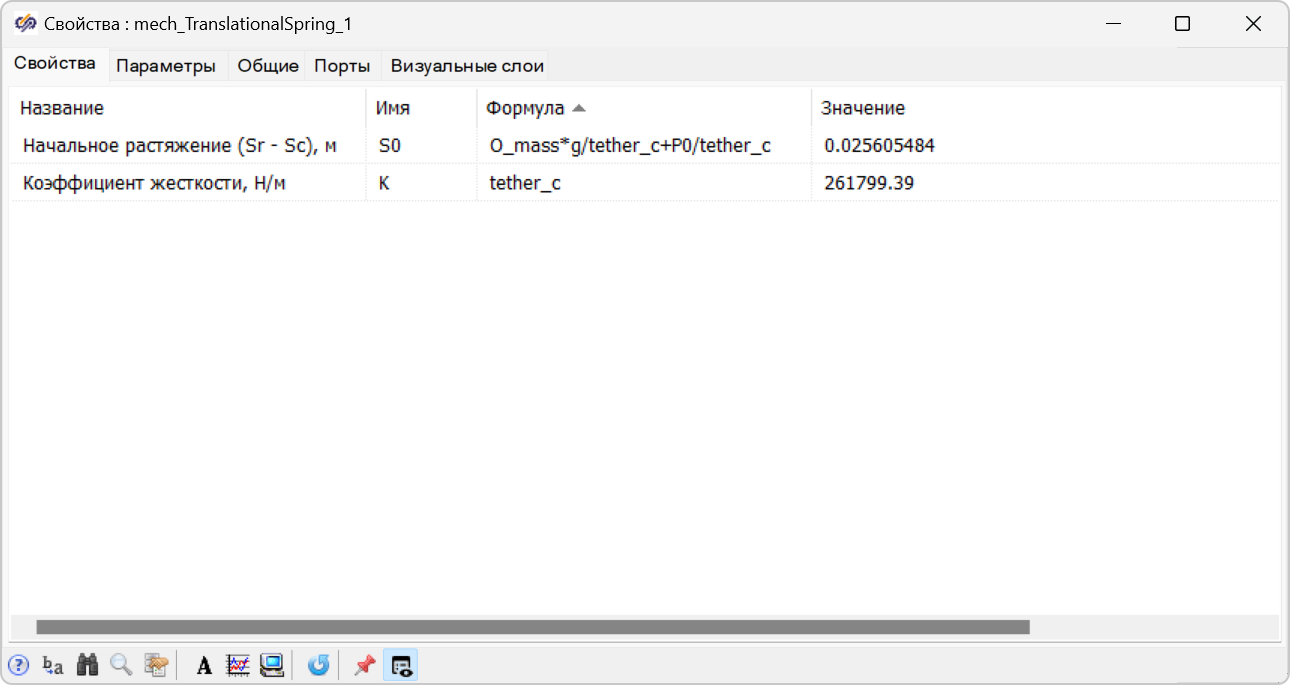 Свойства : mech_TranslationalSpring_1
Свойства Параметры Общие Порты Визуальные слои
Название Имя Формула Значение
Начальное растяжение (Sr - Sc), м S0 O_mass*g/tether_c+P0/tether_c 0.025605484
Коэффициент жесткости, Н/м K tether_c 261799.39
? b a A